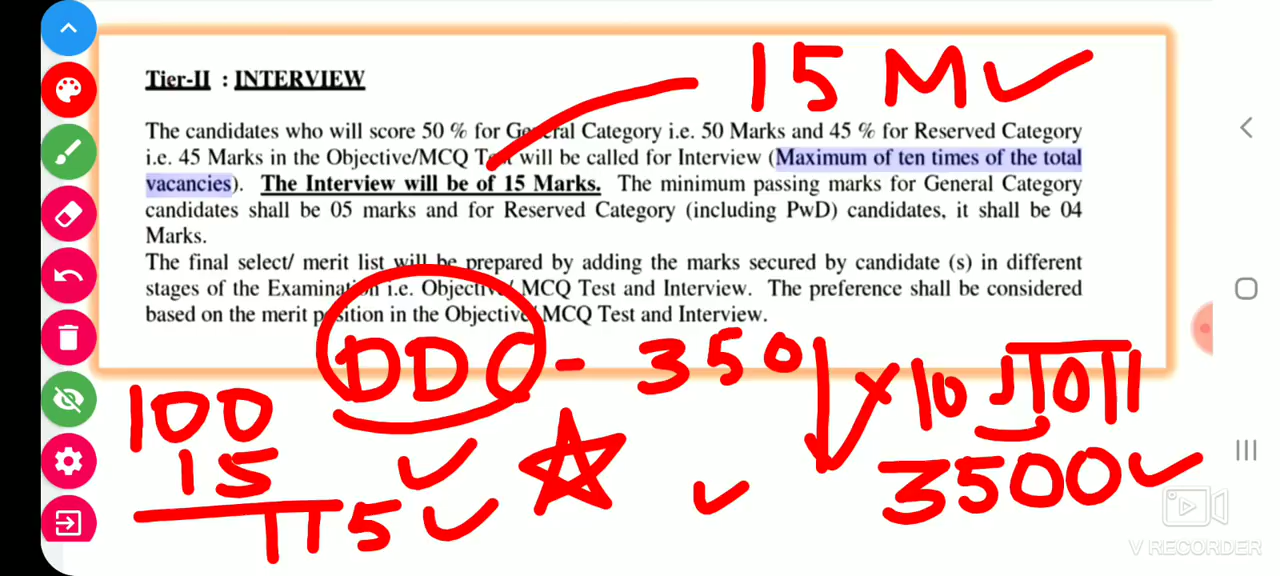 Tier-II : INTERVIEW
15 M
The candidates who will score 50 % for General Category i.e. 50 Marks and 45 % for Reserved Category
i.e. 45 Marks in the Objective/MCQ Test will be called for Interview (Maximum of ten times of the total
vacancies). The Interview will be of 15 Marks. The minimum passing marks for General Category
candidates shall be 05 marks and for Reserved Category (including PwD) candidates, it shall be 04
Marks.
The final select/ merit list will be prepared by adding the marks secured by candidate (s) in different
stages of the Examination i.e. Objective/ MCQ Test and Interview. The preference shall be considered
based on the merit position in the Objective/ MCQ Test and Interview.
DDC - 350 × 10 गुना
100
15
115
3500
V RECORDER